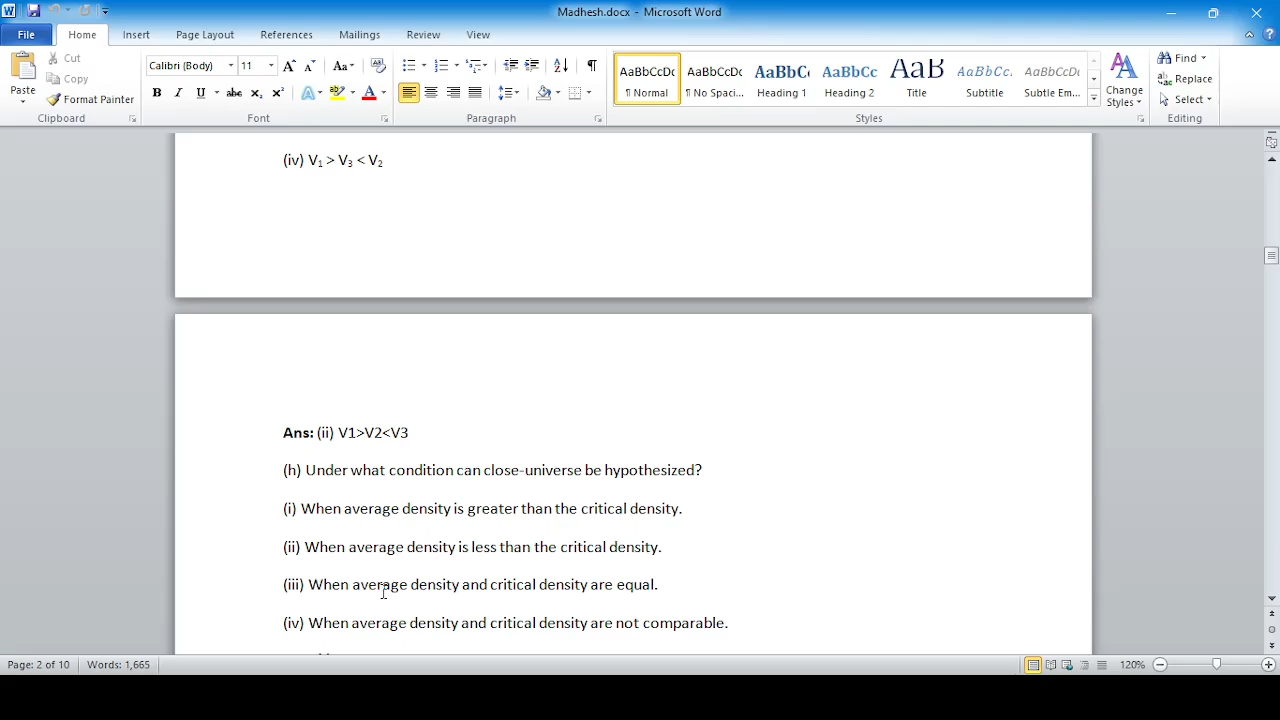 Madhesh.docx - Microsoft Word
File Home Insert Page Layout References Mailings Review View
Cut
Copy
Format Painter
Paste
Clipboard
Calibri (Body) 11
Font
Paragraph
AaBbCcDc AaBbCcDc AaBbC AaBbCc AaB AaBbCc. AaBbCcDc
¶ Normal ¶ No Spaci... Heading 1 Heading 2 Title Subtitle Subtle Em...
Styles
Change Styles
Find
Replace
Select
Editing
(iv) V₁ > V₃ < V₂
Ans: (ii) V1>V2<V3
(h) Under what condition can close-universe be hypothesized?
(i) When average density is greater than the critical density.
(ii) When average density is less than the critical density.
(iii) When average density and critical density are equal.
(iv) When average density and critical density are not comparable.
Page: 2 of 10 Words: 1,665 120%